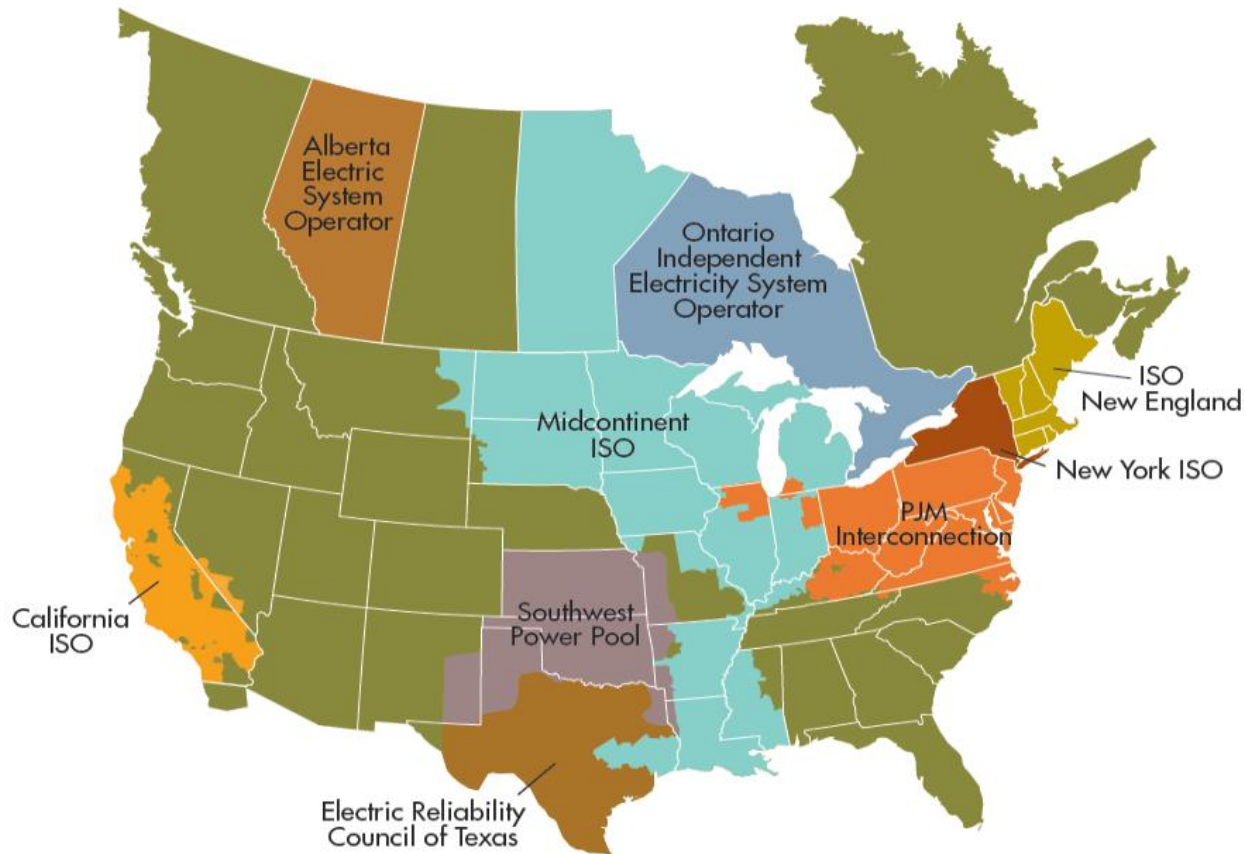 Alberta
Electric
System
Operator
Ontario
Independent
Electricity System
Operator
ISO
New England
Midcontinent
ISO
New York ISO
PJM
Interconnection
California
ISO
Southwest
Power Pool
Electric Reliability
Council of Texas